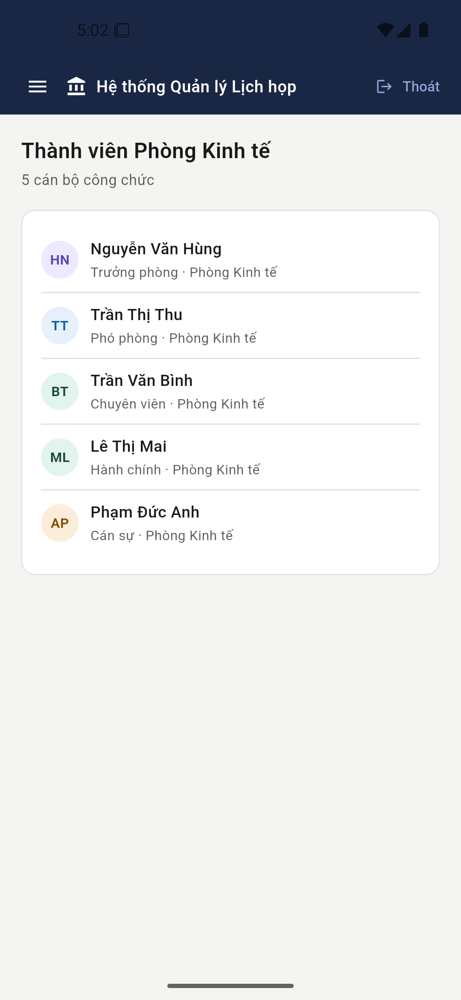 5:02
Hệ thống Quản lý Lịch họp
Thoát
Thành viên Phòng Kinh tế
5 cán bộ công chức
HN
Nguyễn Văn Hùng
Trưởng phòng · Phòng Kinh tế
TT
Trần Thị Thu
Phó phòng · Phòng Kinh tế
BT
Trần Văn Bình
Chuyên viên · Phòng Kinh tế
ML
Lê Thị Mai
Hành chính · Phòng Kinh tế
AP
Phạm Đức Anh
Cán sự · Phòng Kinh tế